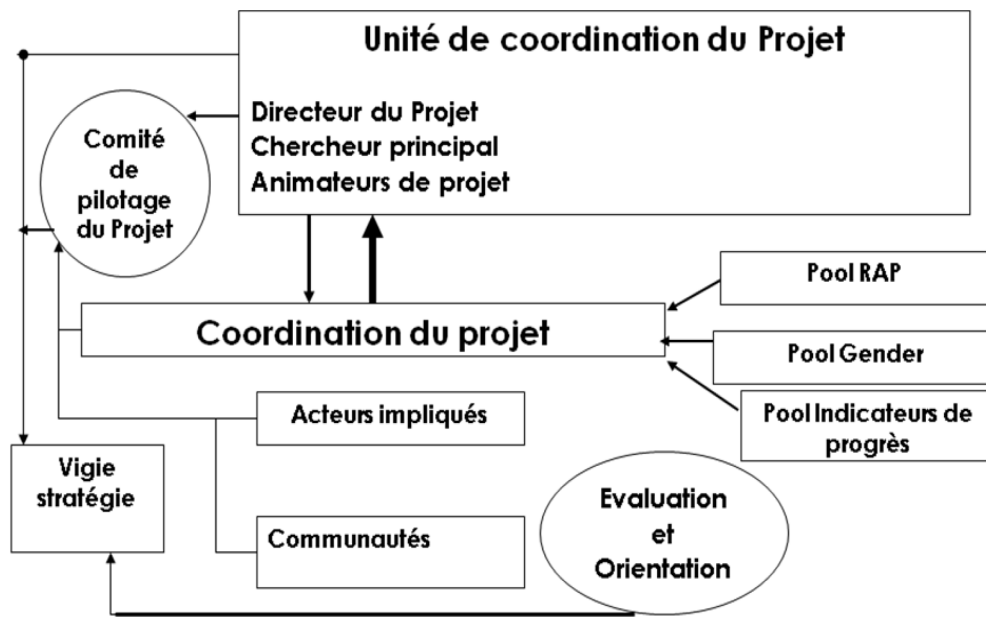 Unité de coordination du Projet
Directeur du Projet
Chercheur principal
Animateurs de projet
Comité
de
pilotage
du Projet
Pool RAP
Coordination du projet
Pool Gender
Acteurs impliqués
Pool Indicateurs de
progrès
Vigie
stratégie
Communautés
Evaluation
et
Orientation